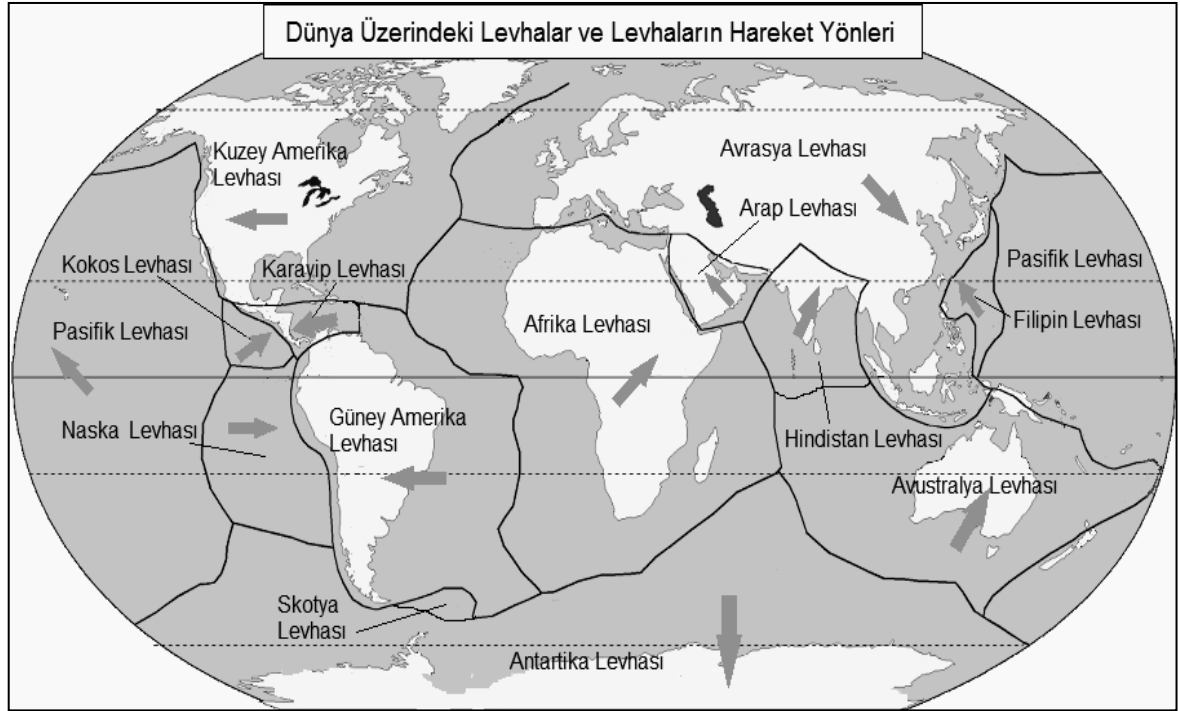 Dünya Üzerindeki Levhalar ve Levhaların Hareket Yönleri
Kuzey Amerika
Levhası
Avrasya Levhası
Arap Levhası
Kokos Levhası
Karayip Levhası
Pasifik Levhası
Pasifik Levhası
Afrika Levhası
Filipin Levhası
Naska Levhası
Güney Amerika
Levhası
Hindistan Levhası
Avustralya Levhası
Skotya
Levhası
Antartika Levhası